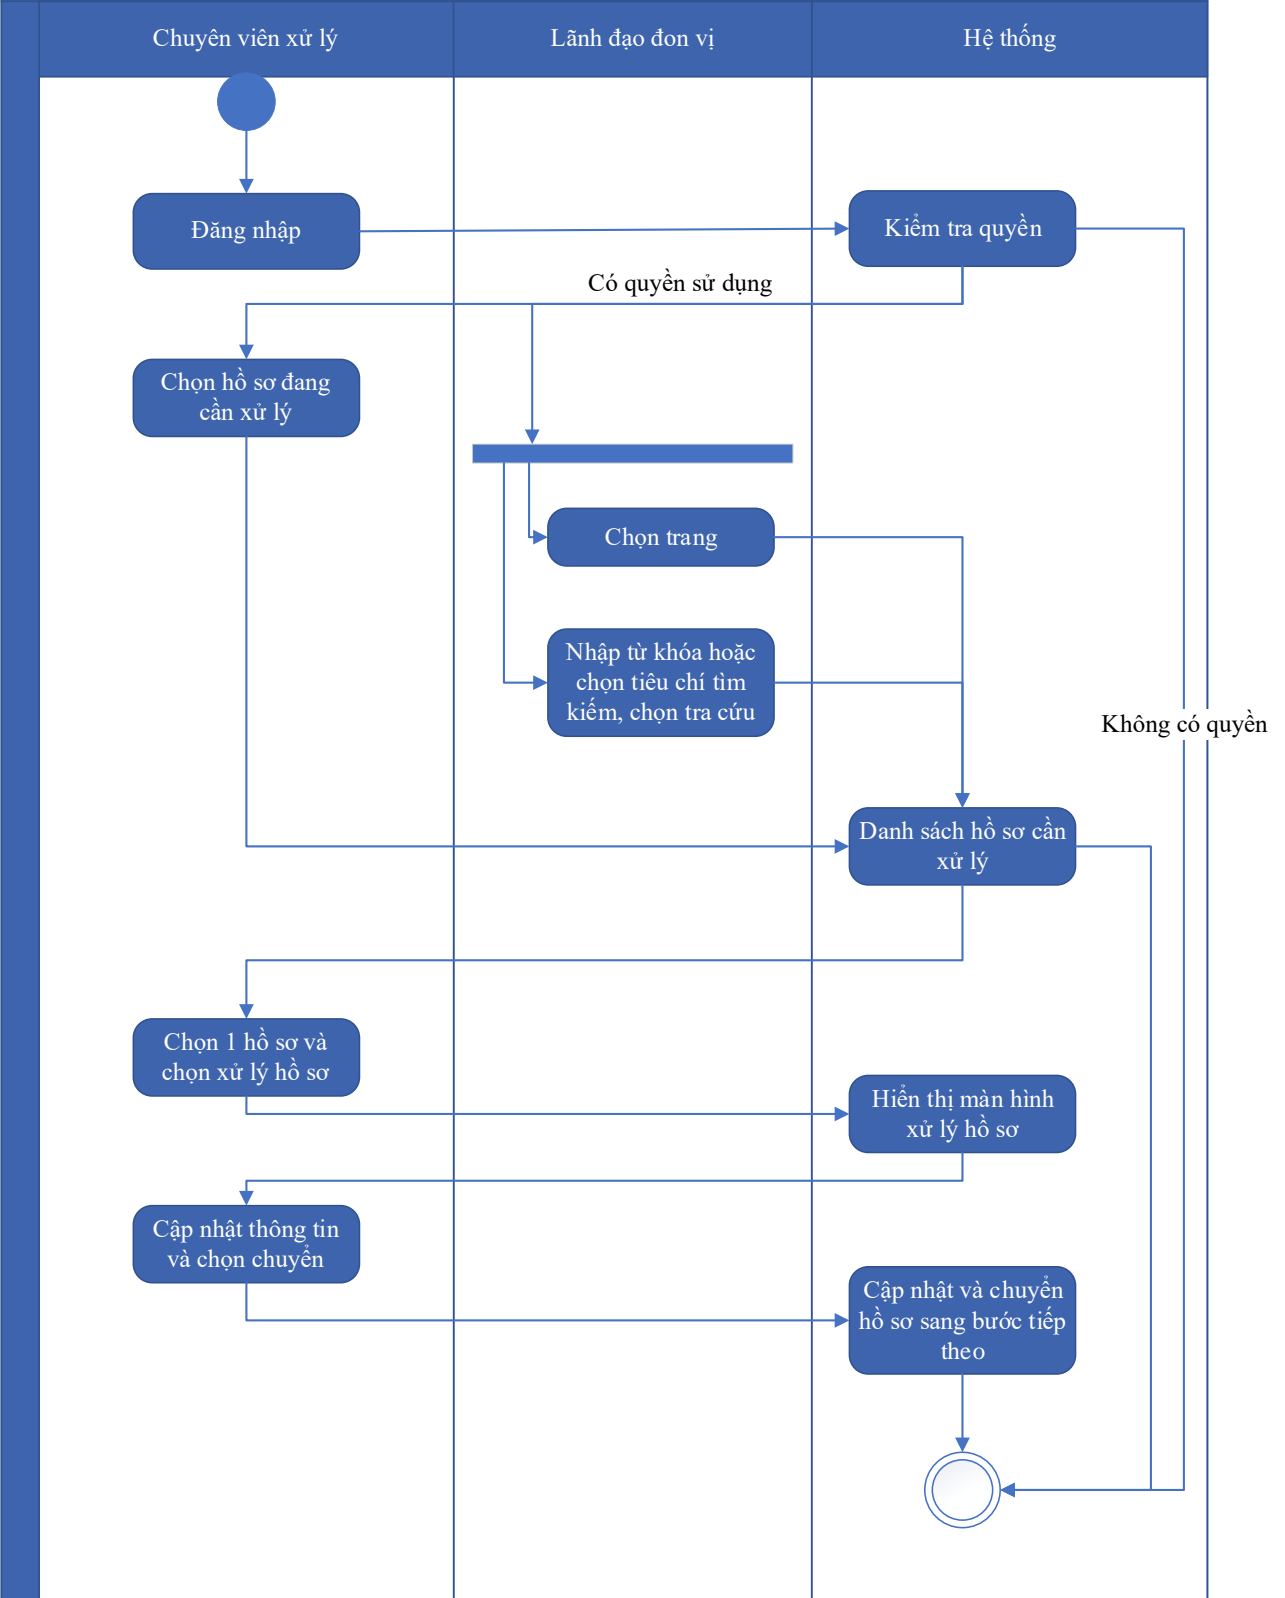 Chuyên viên xử lý
Lãnh đạo đon vị
Hệ thống
Đăng nhập
Kiểm tra quyền
Có quyền sử dụng
Chọn hồ sơ đang
cần xử lý
Chọn trang
Nhập từ khóa hoặc
chọn tiêu chí tìm
kiếm, chọn tra cứu
Không có quyền
Danh sách hồ sơ cần
xử lý
Chọn 1 hồ sơ và
chọn xử lý hồ sơ
Hiển thị màn hình
xử lý hồ sơ
Cập nhật thông tin
và chọn chuyển
Cập nhật và chuyển
hồ sơ sang bước tiếp
theo